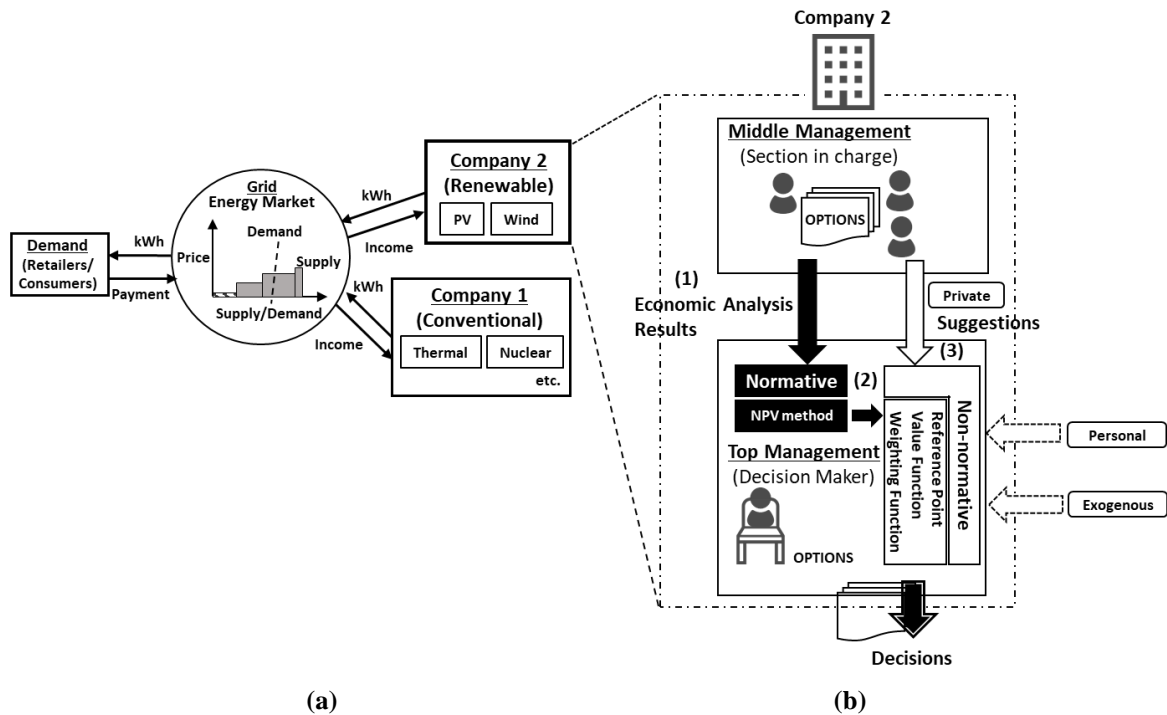 Demand
(Retailers/
Consumers)
kWh
Payment
Grid
Energy Market
Demand
Price
Supply
Supply/Demand
kWh
Income
Company 2
(Renewable)
PV
Wind
kWh
Income
Company 1
(Conventional)
Thermal
Nuclear
etc.
(a)
Company 2
Middle Management
(Section in charge)
OPTIONS
(1)
Economic Analysis
Results
Private
Suggestions
(3)
Normative
(2)
NPV method
Top Management
(Decision Maker)
OPTIONS
Non-normative
Reference Point
Value Function
Weighting Function
Personal
Exogenous
Decisions
(b)